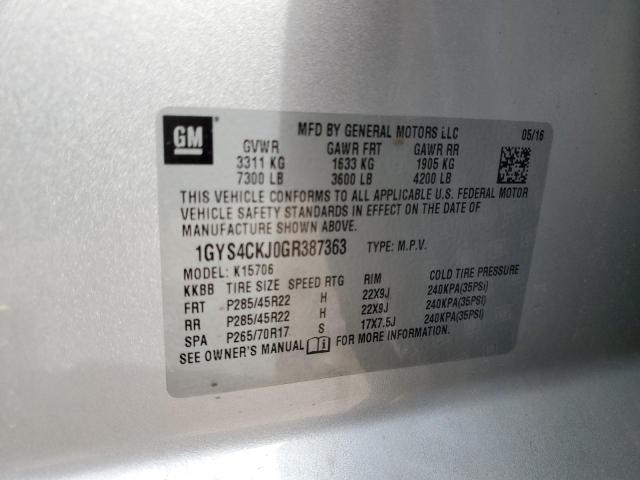 GM
MFD BY GENERAL MOTORS LLC 05/16
GVWR GAWR FRT GAWR RR
3311 KG 1633 KG 1905 KG
7300 LB 3600 LB 4200 LB
THIS VEHICLE CONFORMS TO ALL APPLICABLE U.S. FEDERAL MOTOR
VEHICLE SAFETY STANDARDS IN EFFECT ON THE DATE OF
MANUFACTURE SHOWN ABOVE.
1GYS4CKJ0GR387363 TYPE: M.P.V.
MODEL: K15706
KKBB TIRE SIZE SPEED RTG RIM COLD TIRE PRESSURE
FRT P285/45R22 H 22X9J 240KPA(35PSI)
RR P285/45R22 H 22X9J 240KPA(35PSI)
SPA P265/70R17 S 17X7.5J 240KPA(35PSI)
SEE OWNER'S MANUAL FOR MORE INFORMATION.